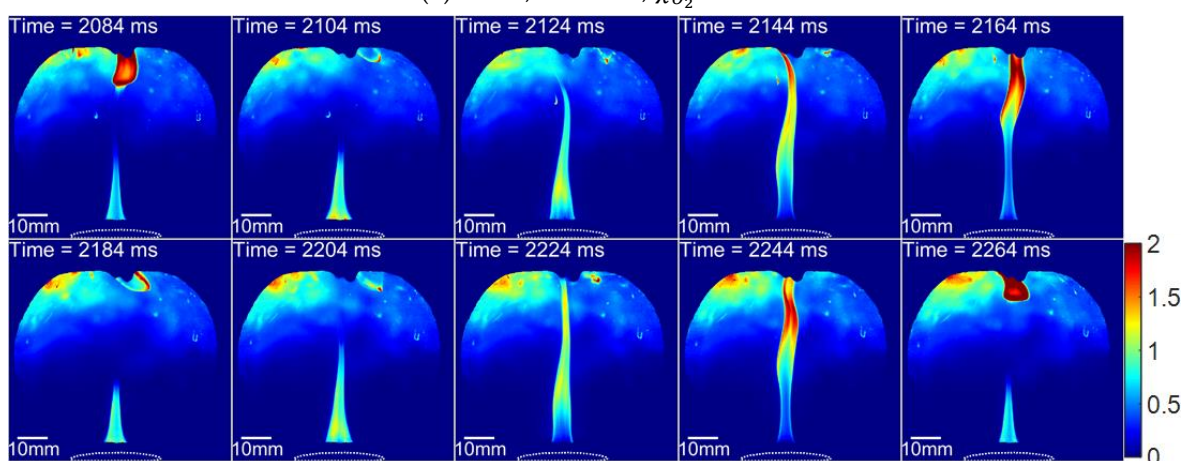 Time = 2084 ms
Time = 2104 ms
Time = 2124 ms
Time = 2144 ms
Time = 2164 ms
10mm
10mm
10mm
10mm
10mm
Time = 2184 ms
Time = 2204 ms
Time = 2224 ms
Time = 2244 ms
Time = 2264 ms
2
1.5
1
0.5
0
10mm
10mm
10mm
10mm
10mm